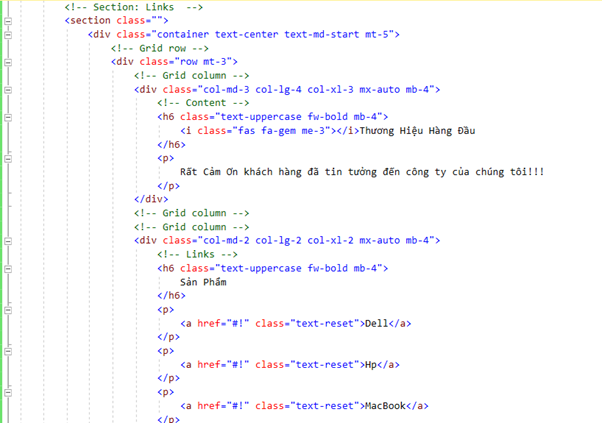 <!-- Section: Links  -->
<section class="">
<div class="container text-center text-md-start mt-5">
<!-- Grid row -->
<div class="row mt-3">
<!-- Grid column -->
<div class="col-md-3 col-lg-4 col-xl-3 mx-auto mb-4">
<!-- Content -->
<h6 class="text-uppercase fw-bold mb-4">
<i class="fas fa-gem me-3"></i>Thương Hiệu Hàng Đầu
</h6>
<p>
Rất Cảm Ơn khách hàng đã tin tưởng đến công ty của chúng tôi!!!
</p>
</div>
<!-- Grid column -->
<!-- Grid column -->
<div class="col-md-2 col-lg-2 col-xl-2 mx-auto mb-4">
<!-- Links -->
<h6 class="text-uppercase fw-bold mb-4">
Sản Phẩm
</h6>
<p>
<a href="#!" class="text-reset">Dell</a>
</p>
<p>
<a href="#!" class="text-reset">Hp</a>
</p>
<p>
<a href="#!" class="text-reset">MacBook</a>
</p>